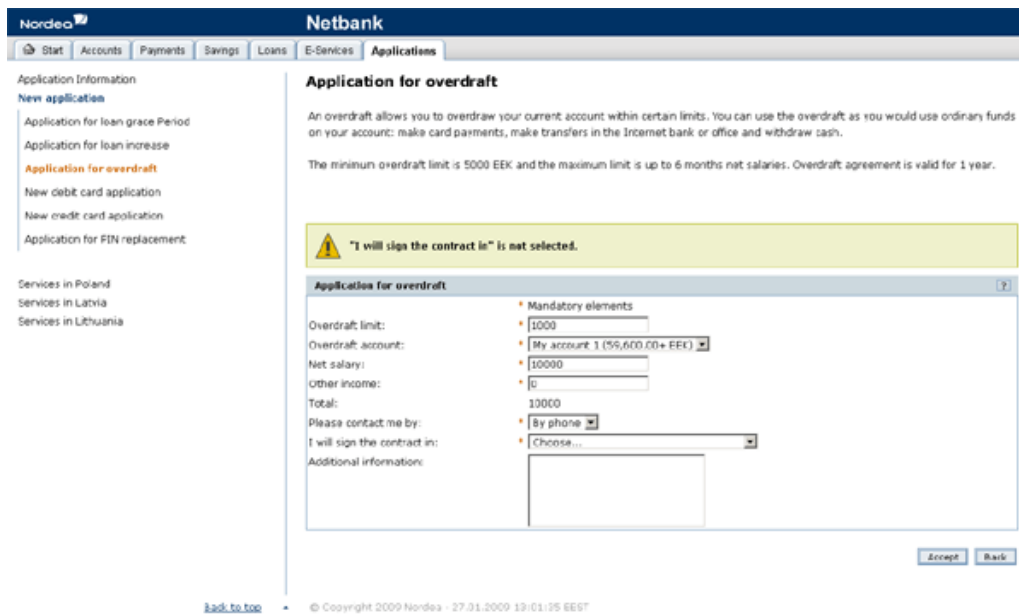 Nordea
Netbank
Start Accounts Payments Savings Loans E-Services Applications
Application Information
New application
Application for loan grace Period
Application for loan increase
Application for overdraft
New debit card application
New credit card application
Application for PIN replacement
Services in Poland
Services in Latvia
Services in Lithuania
Application for overdraft
An overdraft allows you to overdraw your current account within certain limits. You can use the overdraft as you would use ordinary funds
on your account: make card payments, make transfers in the Internet bank or office and withdraw cash.
The minimum overdraft limit is 5000 EEK and the maximum limit is up to 6 months net salaries. Overdraft agreement is valid for 1 year.
"I will sign the contract in" is not selected.
Application for overdraft ?
* Mandatory elements
Overdraft limit: * 1000
Overdraft account: * My account 1 (59,600.00+ EEK)
Net salary: * 10000
Other income: * 0
Total: 10000
Please contact me by: * By phone
I will sign the contract in: * Choose...
Additional information:
Accept Back
Back to top © Copyright 2009 Nordea - 27.01.2009 13:01:35 EEST